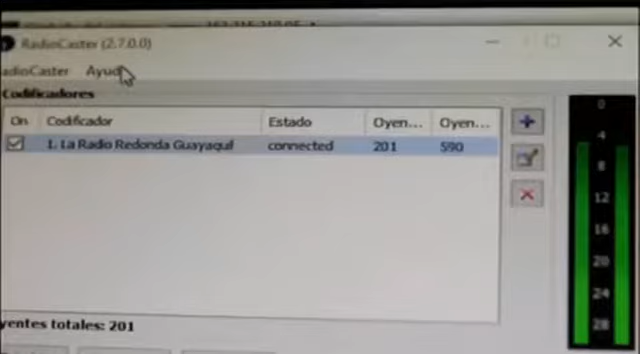 RadioCaster (2.7.0.0)
adioCaster Ayud
Codificadores
On Codificador Estado Oyen... Oyen...
1. La Radio Redonda Guayaquil connected 201 590
0
4
8
12
16
20
24
28
yentes totales: 201